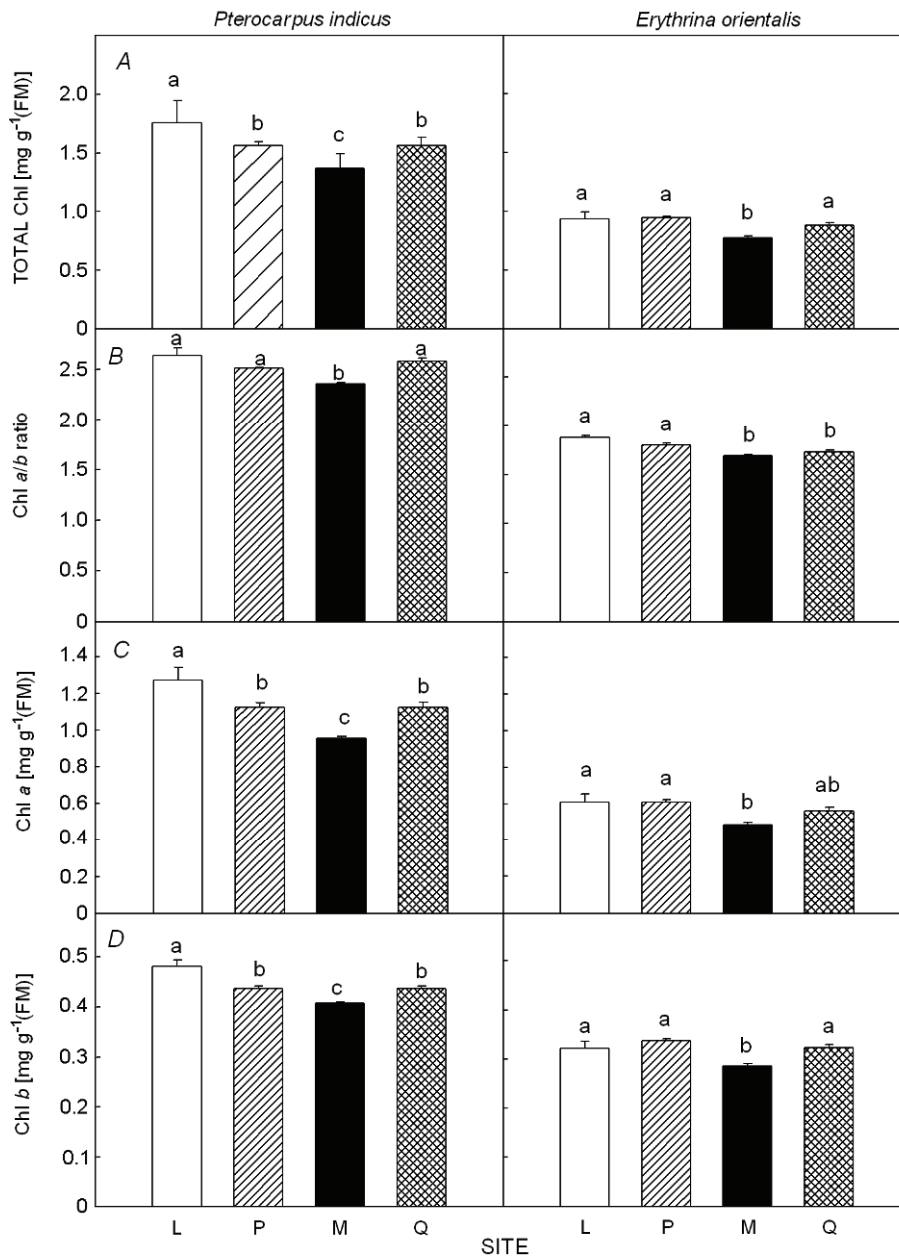 Pterocarpus indicus Erythrina orientalis
A
TOTAL Chl [mg g⁻¹(FM)]
2.0
1.5
1.0
0.5
0
a b c b
a a b a
B
Chl a/b ratio
2.5
2.0
1.5
1.0
0.5
0
a a b a
a a b b
C
Chl a [mg g⁻¹(FM)]
1.4
1.2
1.0
0.8
0.6
0.4
0.2
0
a b c b
a a b ab
D
Chl b [mg g⁻¹(FM)]
0.5
0.4
0.3
0.2
0.1
0
a b c b
a a b a
L P M Q L P M Q
SITE